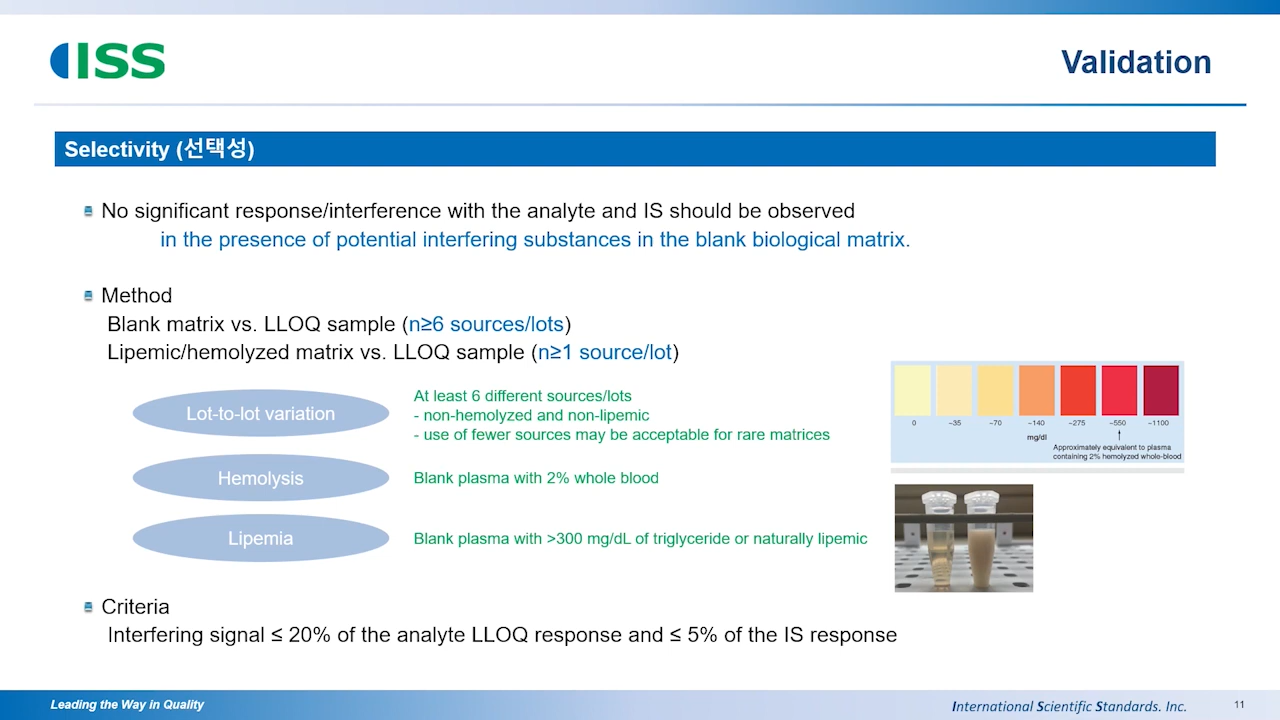 ISS
Validation
Selectivity (선택성)
No significant response/interference with the analyte and IS should be observed
in the presence of potential interfering substances in the blank biological matrix.
Method
Blank matrix vs. LLOQ sample (n≥6 sources/lots)
Lipemic/hemolyzed matrix vs. LLOQ sample (n≥1 source/lot)
Lot-to-lot variation
At least 6 different sources/lots
- non-hemolyzed and non-lipemic
- use of fewer sources may be acceptable for rare matrices
Hemolysis
Blank plasma with 2% whole blood
Lipemia
Blank plasma with >300 mg/dL of triglyceride or naturally lipemic
0 ~35 ~70 ~140 ~275 ~550 ~1100
mg/dl
Approximately equivalent to plasma
containing 2% hemolyzed whole-blood
Criteria
Interfering signal ≤ 20% of the analyte LLOQ response and ≤ 5% of the IS response
Leading the Way in Quality
International Scientific Standards. Inc.
11